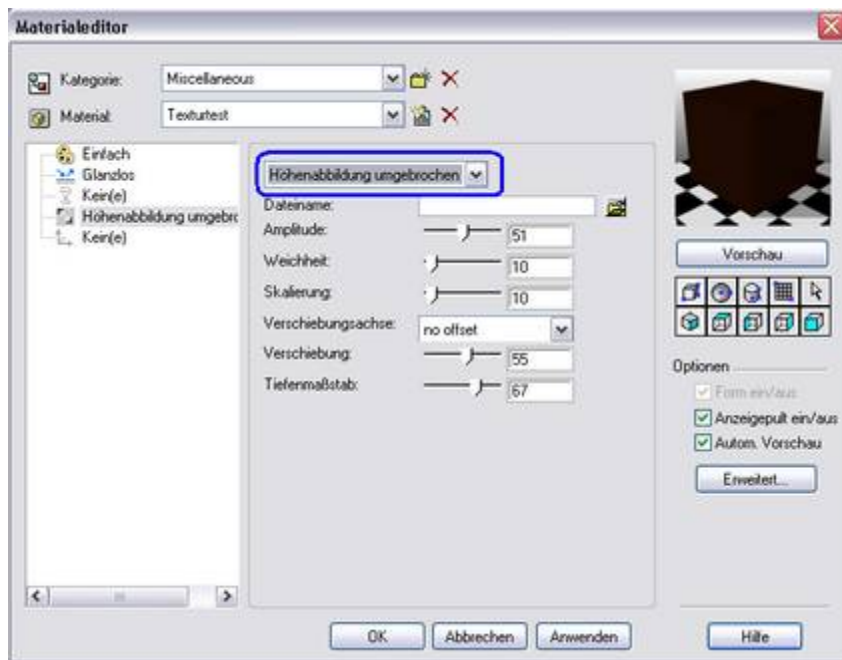 Materialeditor
Kategorie: Miscellaneous
Material: Texturtest
Einfach
Glanzlos
Kein(e)
Höhenabbildung umgebrc
Kein(e)
Höhenabbildung umgebrochen
Dateiname:
Amplitude: 51
Weichheit: 10
Skalierung: 10
Verschiebungsachse: no offset
Verschiebung: 55
Tiefenmaßstab: 67
Vorschau
Optionen
Form ein/aus
Anzeigepult ein/aus
Autom. Vorschau
Erweitert...
OK Abbrechen Anwenden Hilfe